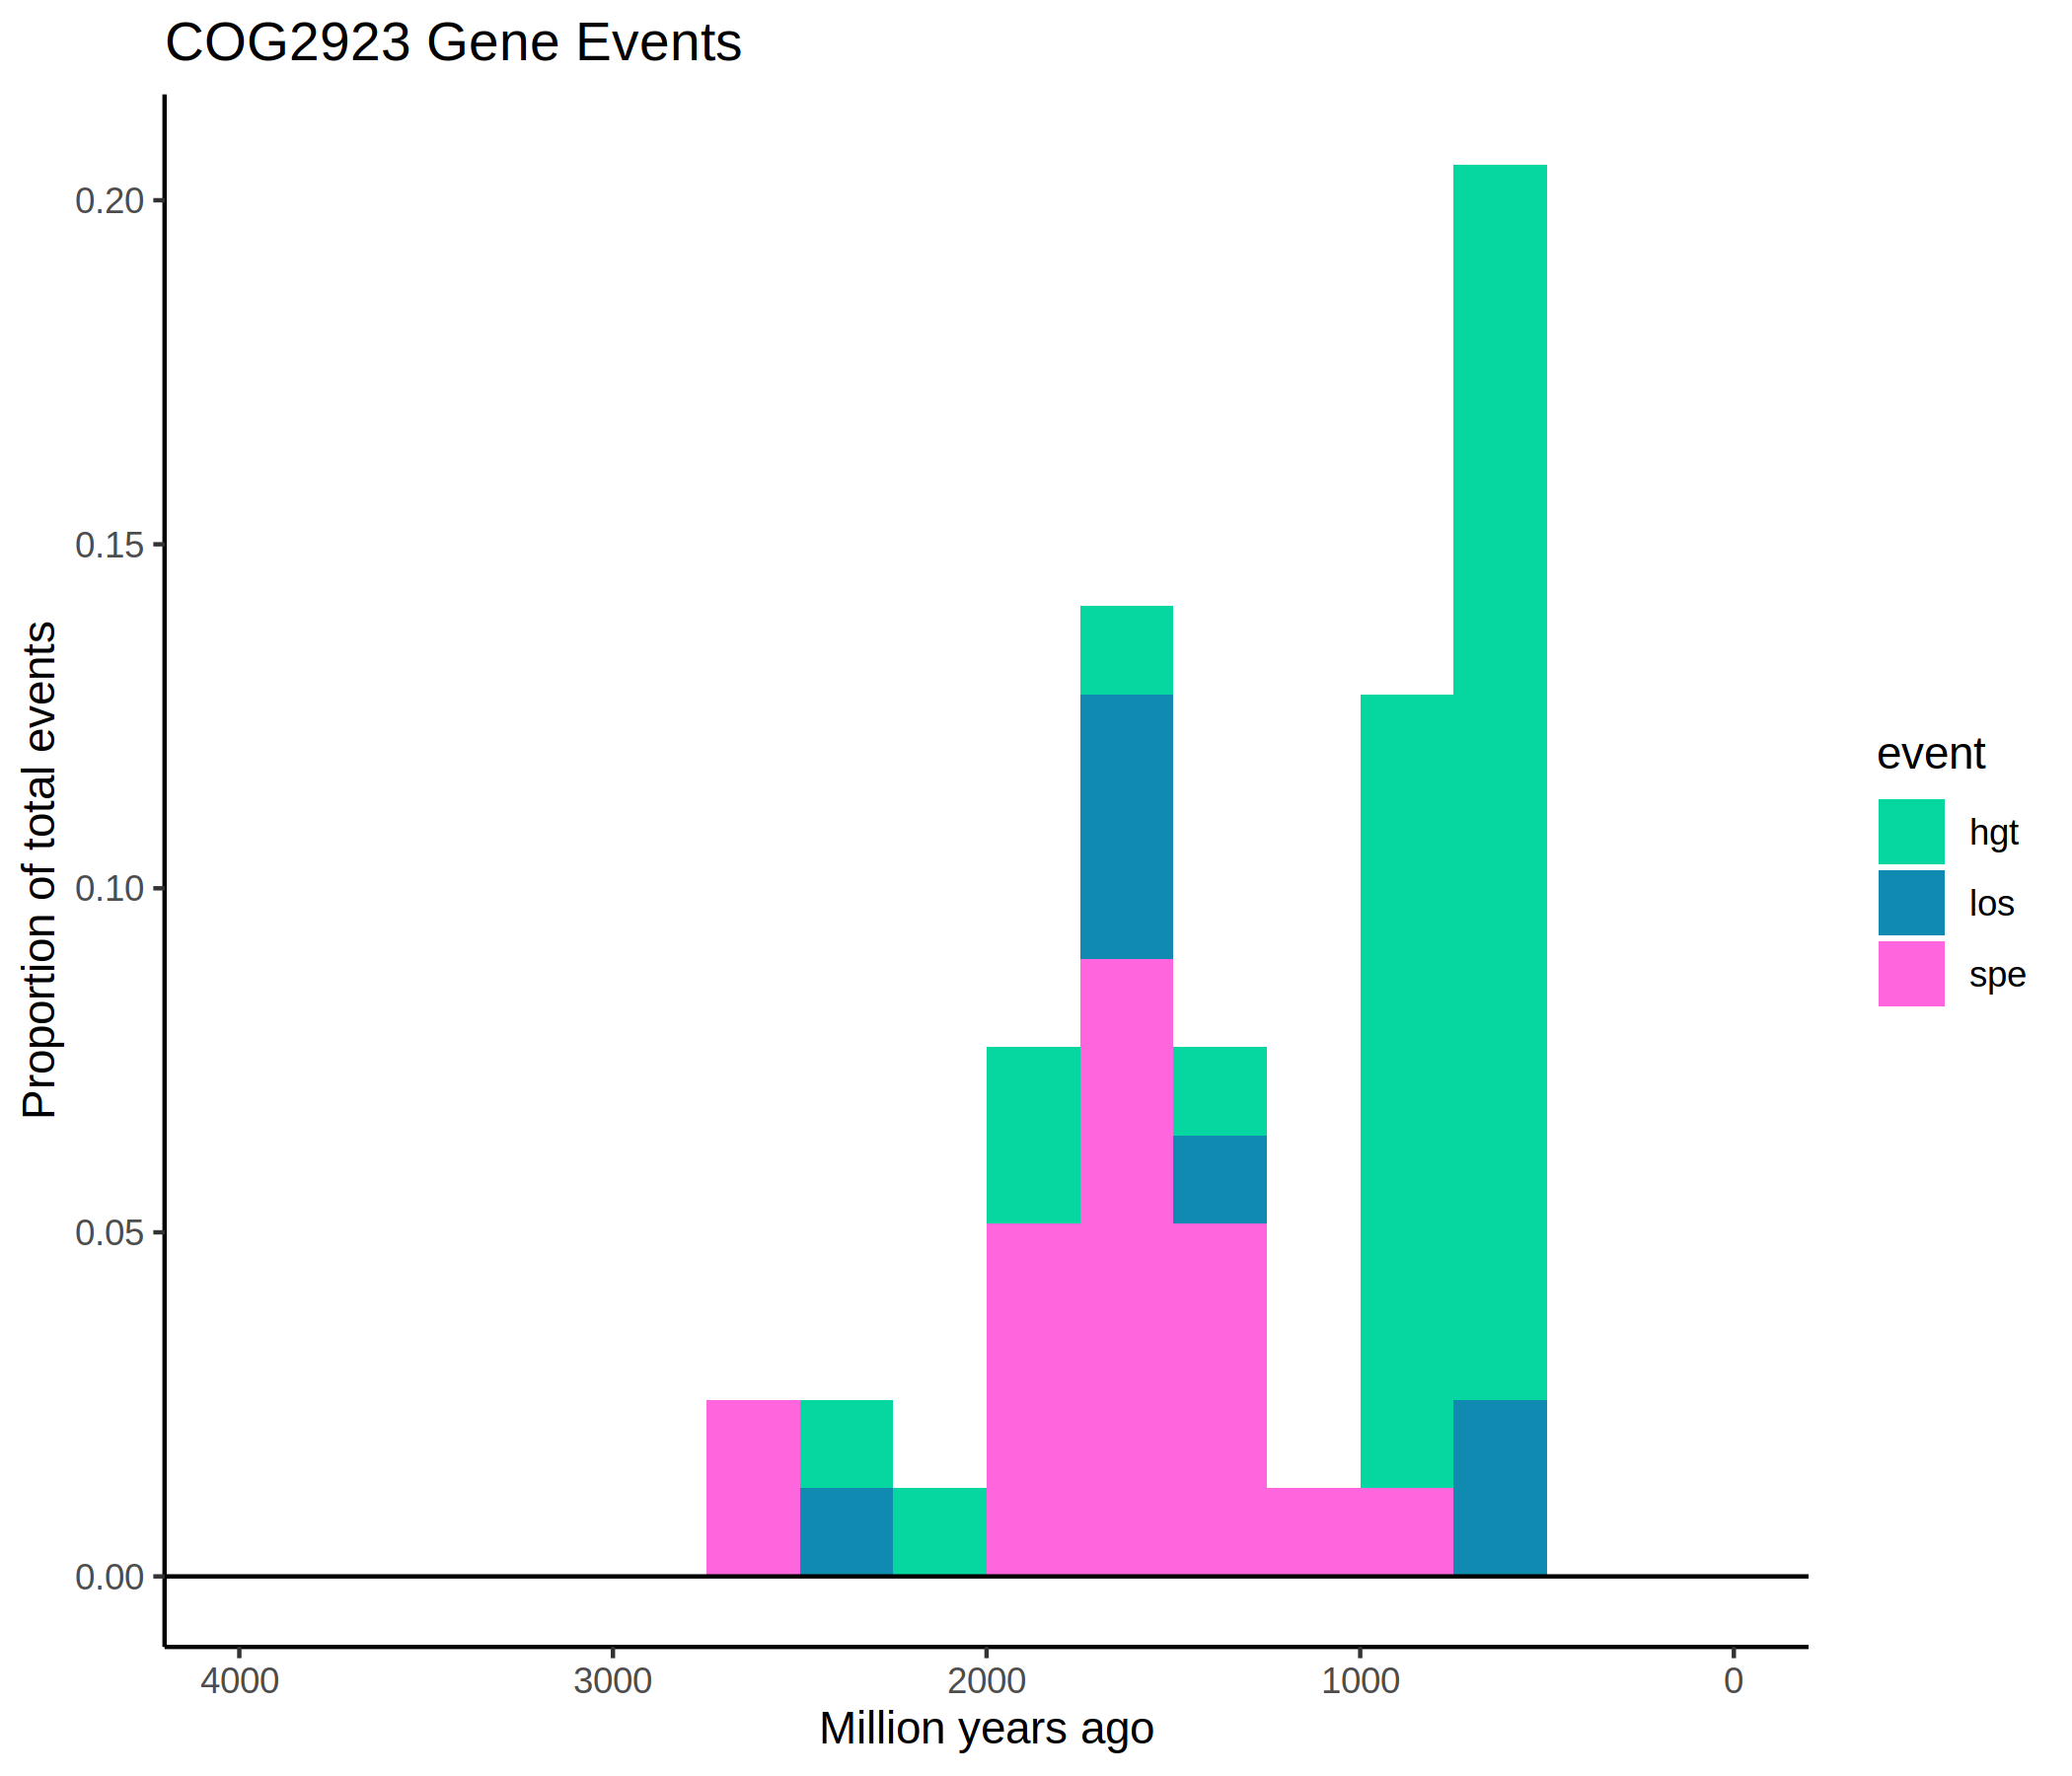 COG2923 Gene Events
Proportion of total events
0.20
0.15
0.10
0.05
0.00
4000 3000 2000 1000 0
Million years ago
event
hgt
los
spe